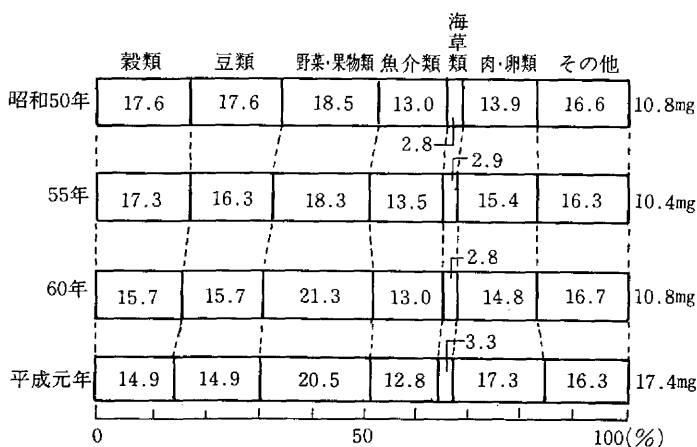 穀類 豆類 野菜・果物類 魚介類 海草類 肉・卵類 その他
昭和50年 17.6 17.6 18.5 13.0 13.9 16.6 10.8mg
2.8
2.9
55年 17.3 16.3 18.3 13.5 15.4 16.3 10.4mg
2.8
60年 15.7 15.7 21.3 13.0 14.8 16.7 10.8mg
3.3
平成元年 14.9 14.9 20.5 12.8 17.3 16.3 17.4mg
0 50 100(%)